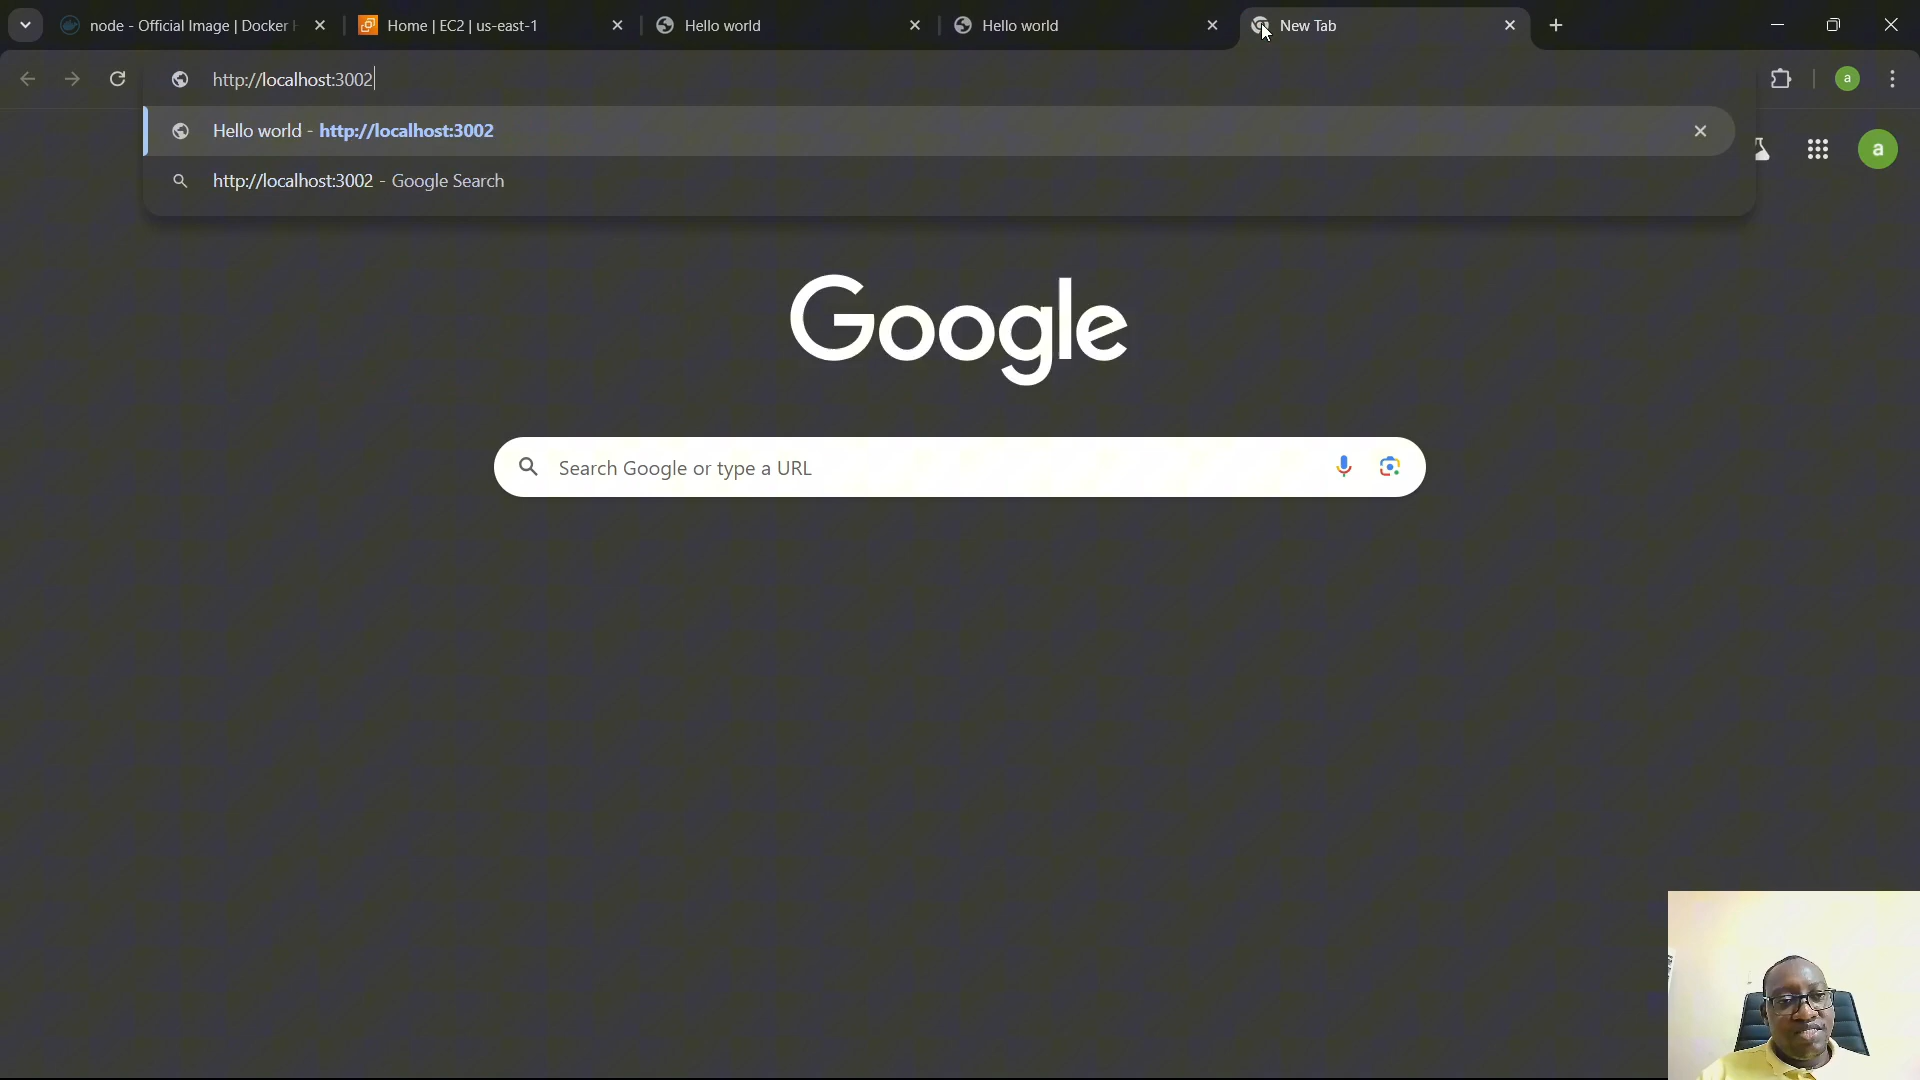 node - Official Image | Docker H
Home | EC2 | us-east-1
Hello world
Hello world
New Tab
http://localhost:3002
a
Hello world - http://localhost:3002
a
http://localhost:3002 - Google Search
Google
Search Google or type a URL